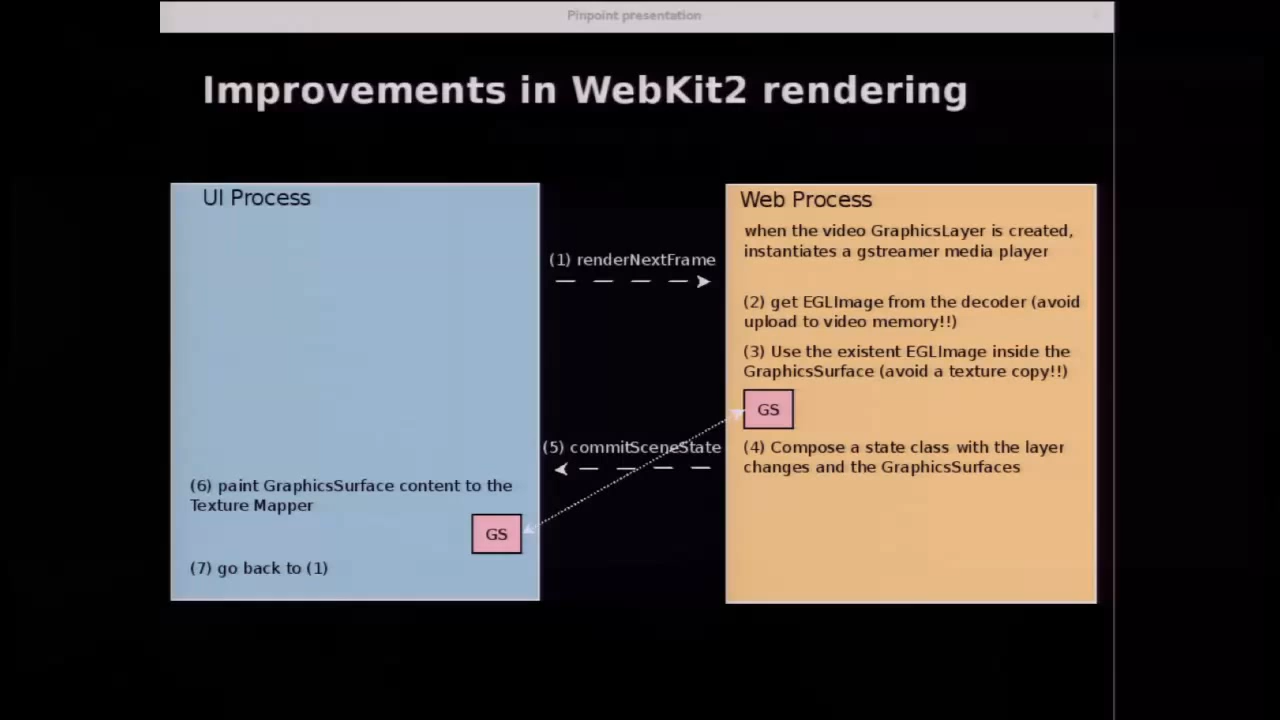 Pinpoint presentation
Improvements in WebKit2 rendering
UI Process
(6) paint GraphicsSurface content to the
Texture Mapper
GS
(7) go back to (1)
(1) renderNextFrame
(5) commitSceneState
Web Process
when the video GraphicsLayer is created,
instantiates a gstreamer media player
(2) get EGLImage from the decoder (avoid
upload to video memory!!)
(3) Use the existent EGLImage inside the
GraphicsSurface (avoid a texture copy!!)
GS
(4) Compose a state class with the layer
changes and the GraphicsSurfaces